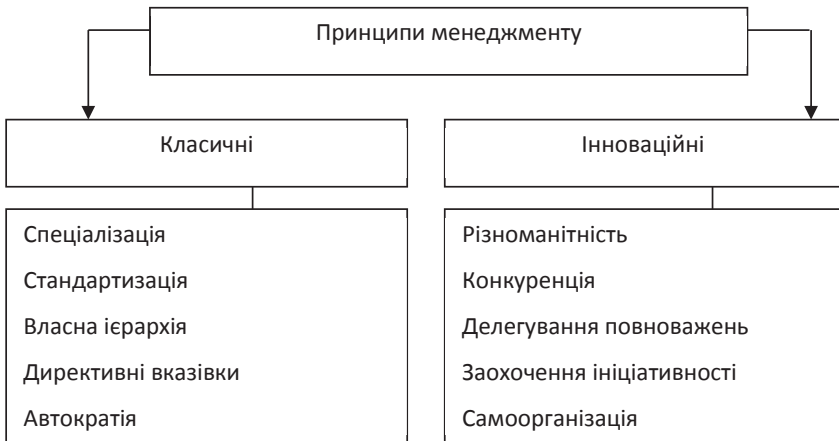 Принципи менеджменту
Класичні
Інноваційні
Спеціалізація
Стандартизація
Власна ієрархія
Директивні вказівки
Автократія
Різноманітність
Конкуренція
Делегування повноважень
Заохочення ініціативності
Самоорганізація